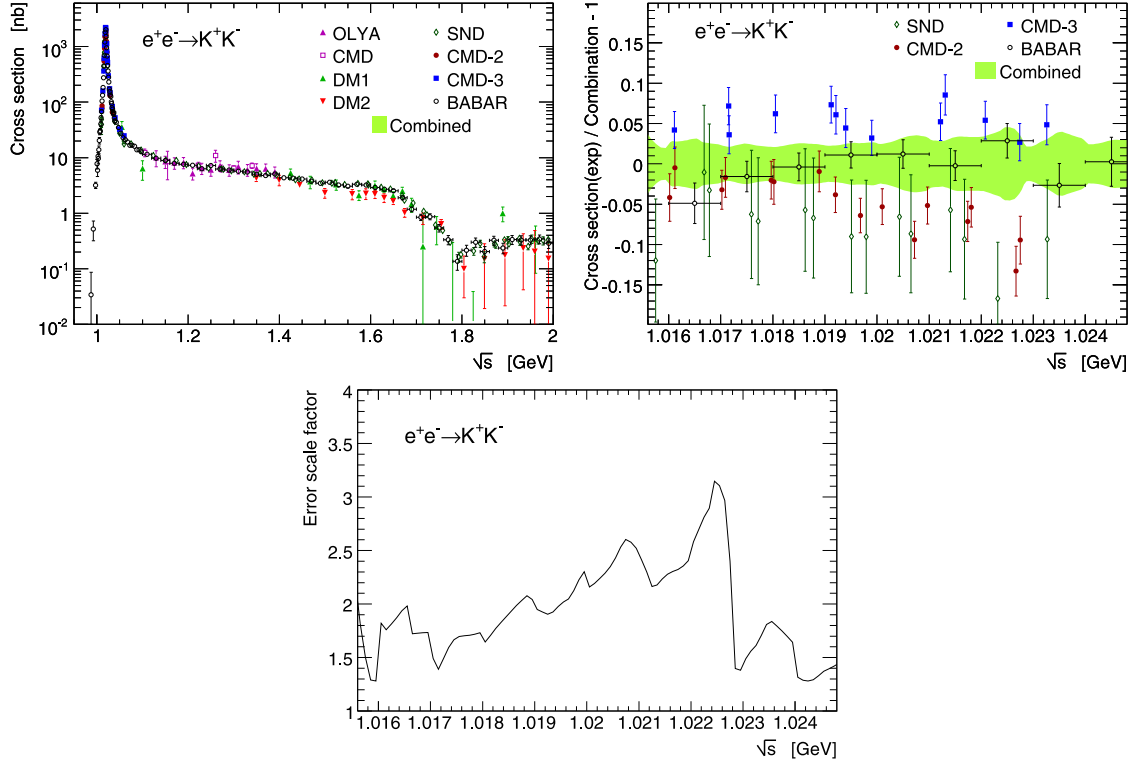 Cross section [nb]
10³
10²
10
1
10⁻¹
10⁻²
e⁺e⁻→K⁺K⁻
OLYA
SND
CMD
CMD-2
DM1
CMD-3
DM2
BABAR
Combined
1
1.2
1.4
1.6
1.8
2
√s [GeV]
Cross section(exp) / Combination - 1
0.15
0.1
0.05
0
-0.05
-0.1
-0.15
e⁺e⁻→K⁺K⁻
SND
CMD-3
CMD-2
BABAR
Combined
1.016 1.017 1.018 1.019 1.02 1.021 1.022 1.023 1.024
√s [GeV]
Error scale factor
4
3.5
3
2.5
2
1.5
1
e⁺e⁻→K⁺K⁻
1.016 1.017 1.018 1.019 1.02 1.021 1.022 1.023 1.024
√s [GeV]